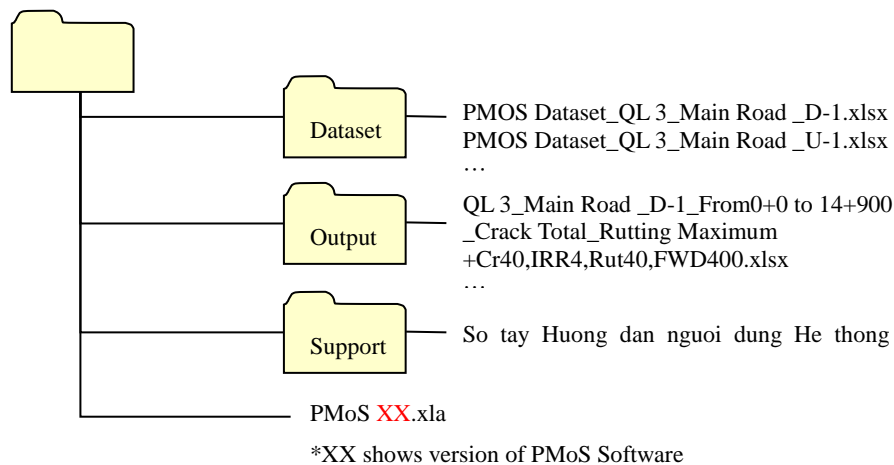 Dataset
PMOS Dataset_QL 3_Main Road _D-1.xlsx
PMOS Dataset_QL 3_Main Road _U-1.xlsx
…
Output
QL 3_Main Road _D-1_From0+0 to 14+900
_Crack Total_Rutting Maximum
+Cr40,IRR4,Rut40,FWD400.xlsx
…
Support
So tay Huong dan nguoi dung He thong
PMoS XX.xla
*XX shows version of PMoS Software